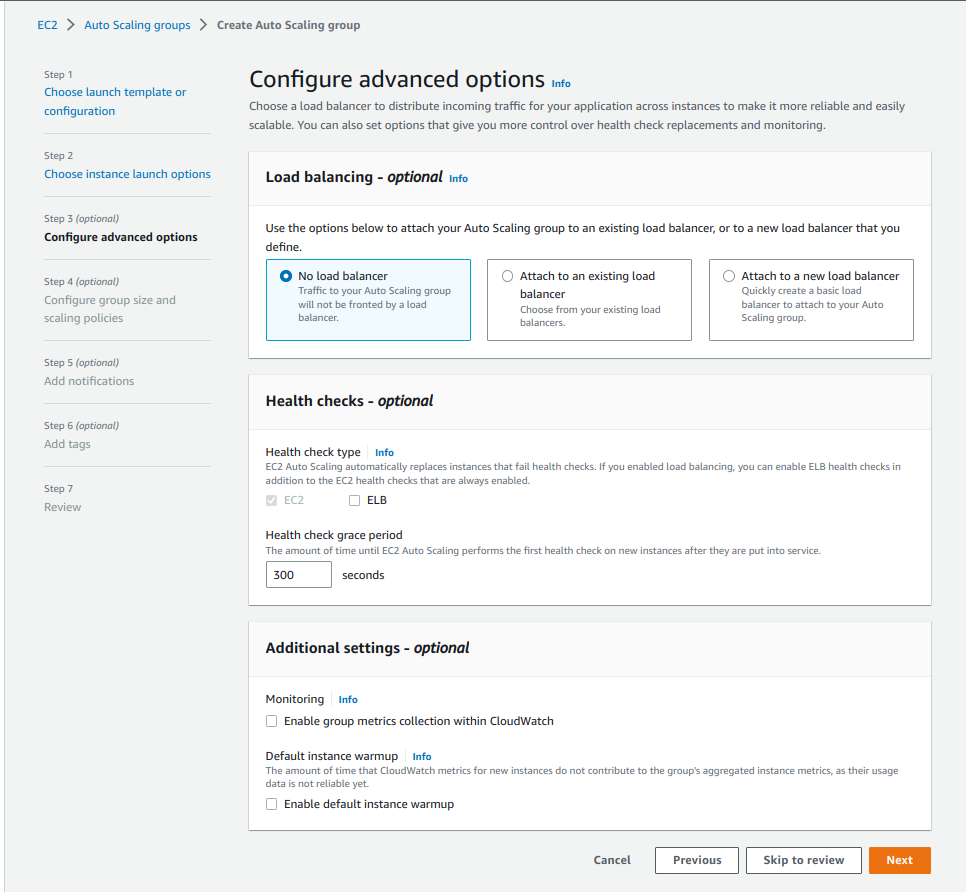 EC2 > Auto Scaling groups > Create Auto Scaling group
Step 1
Choose launch template or
configuration
Step 2
Choose instance launch options
Step 3 (optional)
Configure advanced options
Step 4 (optional)
Configure group size and
scaling policies
Step 5 (optional)
Add notifications
Step 6 (optional)
Add tags
Step 7
Review
Configure advanced options Info
Choose a load balancer to distribute incoming traffic for your application across instances to make it more reliable and easily
scalable. You can also set options that give you more control over health check replacements and monitoring.
Load balancing - optional Info
Use the options below to attach your Auto Scaling group to an existing load balancer, or to a new load balancer that you
define.
No load balancer
Traffic to your Auto Scaling group
will not be fronted by a load
balancer.
Attach to an existing load
balancer
Choose from your existing load
balancers.
Attach to a new load balancer
Quickly create a basic load
balancer to attach to your Auto
Scaling group.
Health checks - optional
Health check type Info
EC2 Auto Scaling automatically replaces instances that fail health checks. If you enabled load balancing, you can enable ELB health checks in
addition to the EC2 health checks that are always enabled.
EC2 ELB
Health check grace period
The amount of time until EC2 Auto Scaling performs the first health check on new instances after they are put into service.
300 seconds
Additional settings - optional
Monitoring Info
Enable group metrics collection within CloudWatch
Default instance warmup Info
The amount of time that CloudWatch metrics for new instances do not contribute to the group's aggregated instance metrics, as their usage
data is not reliable yet.
Enable default instance warmup
Cancel Previous Skip to review Next